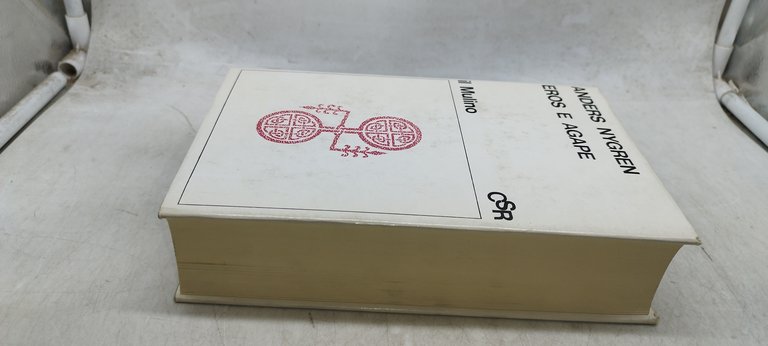 ANDERS NYGREN
EROS E AGAPE
il Mulino
CSR